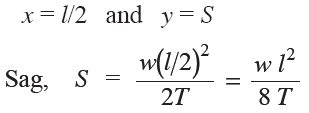 x = l/2 and y = S
Sag, S = w(l/2)² / 2T = w l² / 8 T